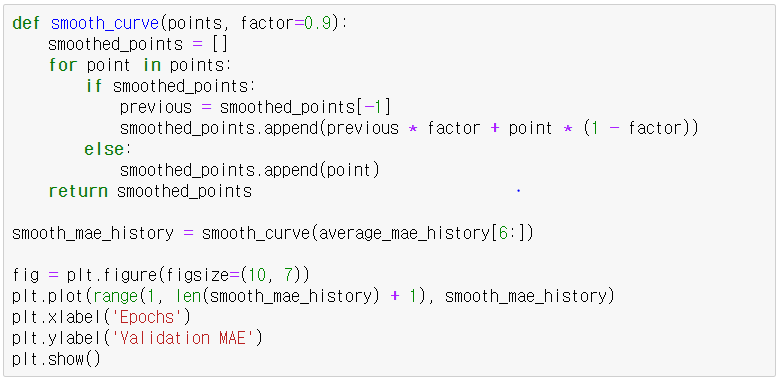 def smooth_curve(points, factor=0.9):
    smoothed_points = []
    for point in points:
        if smoothed_points:
            previous = smoothed_points[-1]
            smoothed_points.append(previous * factor + point * (1 - factor))
        else:
            smoothed_points.append(point)
    return smoothed_points

smooth_mae_history = smooth_curve(average_mae_history[6:])

fig = plt.figure(figsize=(10, 7))
plt.plot(range(1, len(smooth_mae_history) + 1), smooth_mae_history)
plt.xlabel('Epochs')
plt.ylabel('Validation MAE')
plt.show()